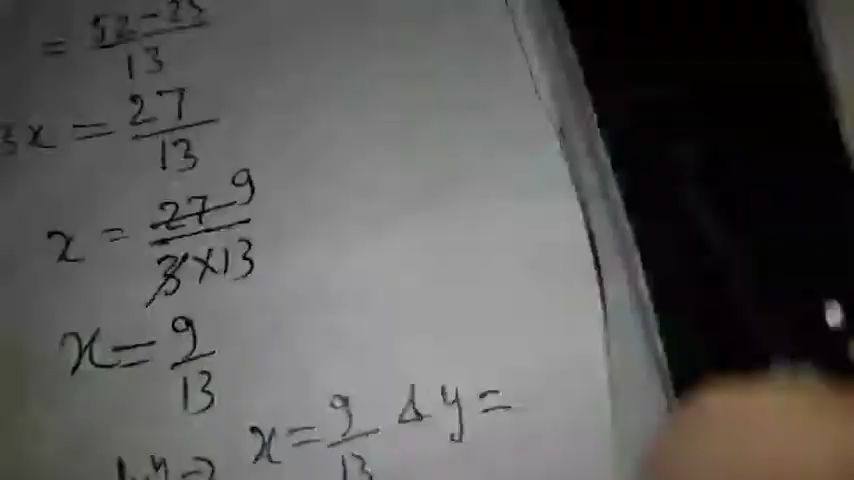 = 52-25/13
3x = 27/13
x = 27 9/3×13
x = 9/13
x = 9/13 & y =